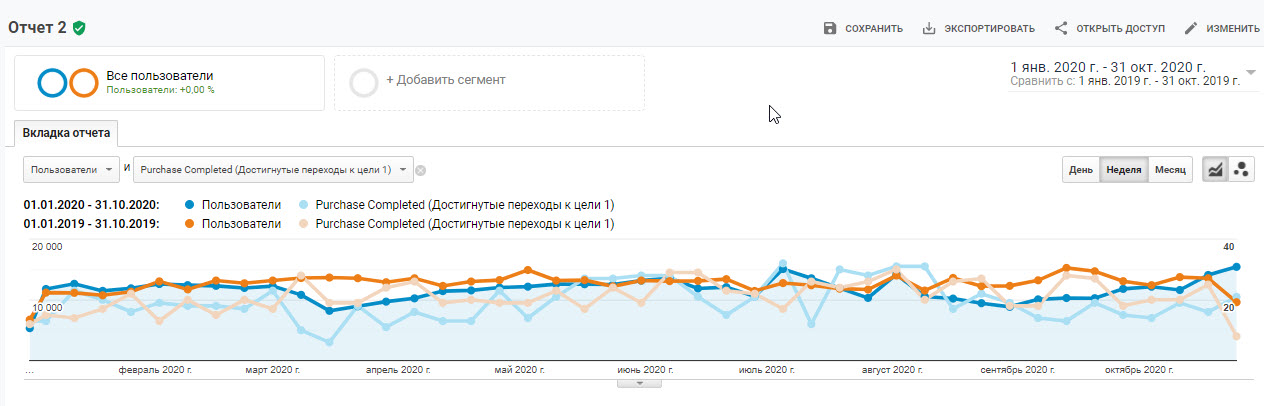 Отчет 2
СОХРАНИТЬ ЭКСПОРТИРОВАТЬ ОТКРЫТЬ ДОСТУП ИЗМЕНИТЬ
Все пользователи
Пользователи: +0,00 %
+ Добавить сегмент
1 янв. 2020 г. - 31 окт. 2020 г.
Сравнить с: 1 янв. 2019 г. - 31 окт. 2019 г.
Вкладка отчета
Пользователи и Purchase Completed (Достигнутые переходы к цели 1) День Неделя Месяц
01.01.2020 - 31.10.2020: Пользователи Purchase Completed (Достигнутые переходы к цели 1)
01.01.2019 - 31.10.2019: Пользователи Purchase Completed (Достигнутые переходы к цели 1)
20 000 40
10 000 20
... февраль 2020 г. март 2020 г. апрель 2020 г. май 2020 г. июнь 2020 г. июль 2020 г. август 2020 г. сентябрь 2020 г. октябрь 2020 г.